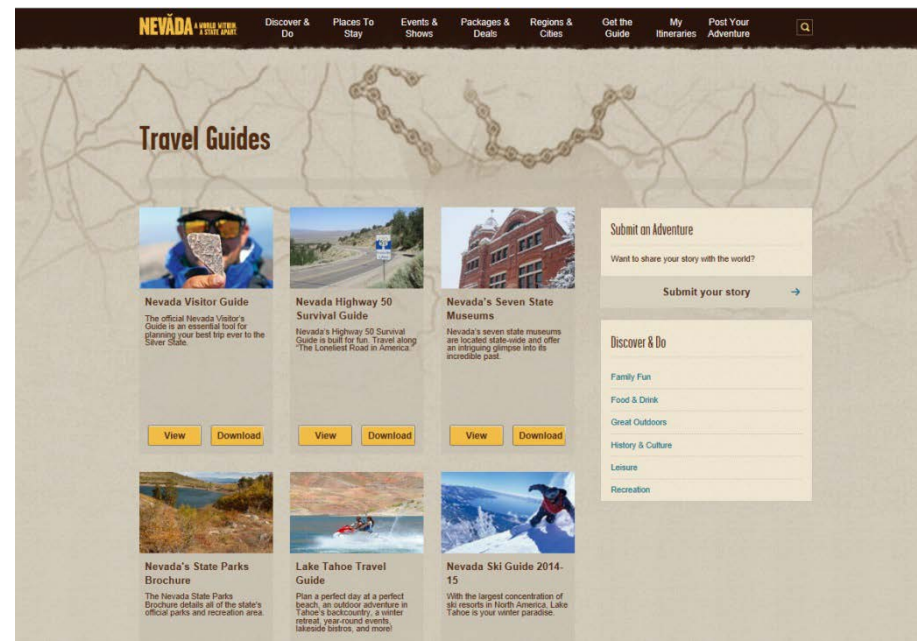 NEVĂDA A WORLD WITHIN.
A STATE APART.
Discover &
Do
Places To
Stay
Events &
Shows
Packages &
Deals
Regions &
Cities
Get the
Guide
My
Itineraries
Post Your
Adventure
Travel Guides
Nevada Visitor Guide
The official Nevada Visitor's
Guide is an essential tool for
planning your best trip ever to the
Silver State.
View Download
Nevada Highway 50
Survival Guide
Nevada's Highway 50 Survival
Guide is built for fun. Travel along
"The Loneliest Road in America."
View Download
Nevada's Seven State
Museums
Nevada's seven state museums
are located state-wide and offer
an intriguing glimpse into its
incredible past.
View Download
Nevada's State Parks
Brochure
The Nevada State Parks
Brochure details all of the state's
official parks and recreation area.
Lake Tahoe Travel
Guide
Plan a perfect day at a perfect
beach, an outdoor adventure in
Tahoe's backcountry, a winter
retreat, year-round events,
lakeside bistros, and more!
Nevada Ski Guide 2014-
15
With the largest concentration of
ski resorts in North America, Lake
Tahoe is your winter paradise.
Submit an Adventure
Want to share your story with the world?
Submit your story →
Discover & Do
Family Fun
Food & Drink
Great Outdoors
History & Culture
Leisure
Recreation